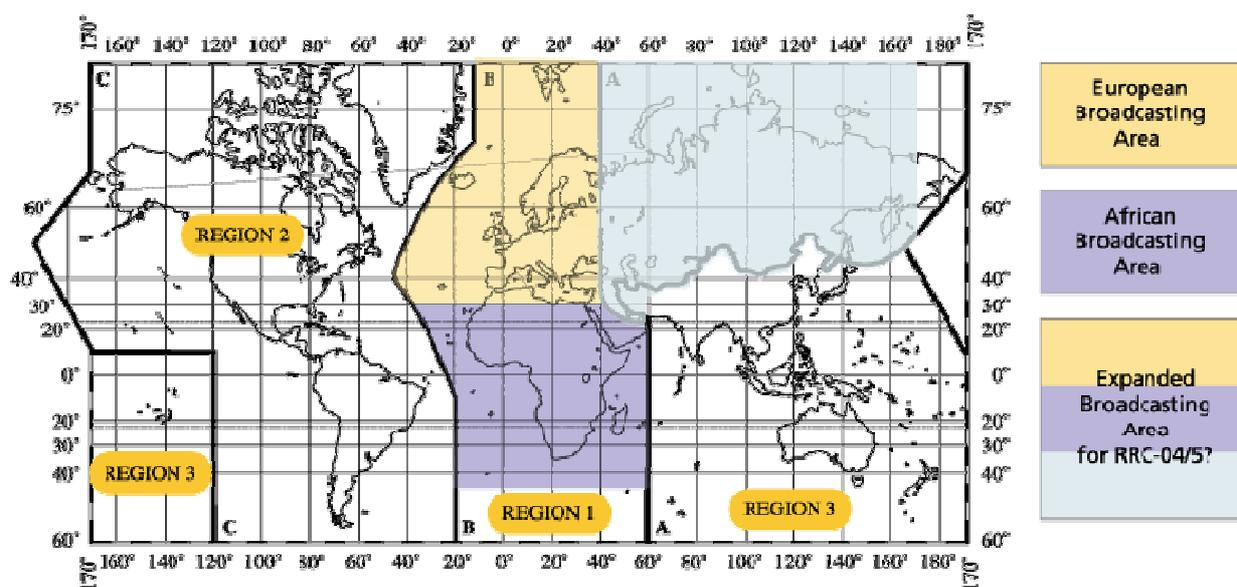 170° 160° 140° 120° 100° 80° 60° 40° 20° 0° 20° 40° 60° 80° 100° 120° 140° 160° 180° 170°
C B A
75° 75°
60° 60°
REGION 2
40° 40°
30° 30°
20° 20°
0° 0°
20° 20°
30° 30°
40° 40°
REGION 3
REGION 1
REGION 3
C B A
60° 60°
170° 160° 140° 120° 100° 80° 60° 40° 20° 0° 20° 40° 60° 80° 100° 120° 140° 160° 180° 170°
European
Broadcasting
Area
African
Broadcasting
Area
Expanded
Broadcasting
Area
for RRC-04/5?